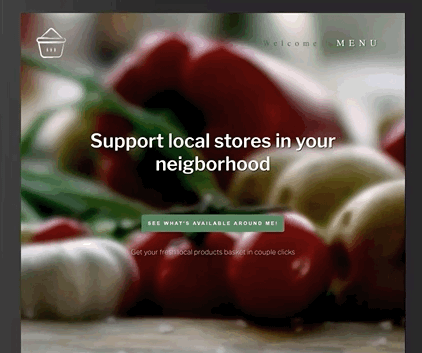 Welcome MENU
Support local stores in your
neigborhood
SEE WHAT'S AVAILABLE AROUND ME!
Get your fresh local products basket in couple clicks